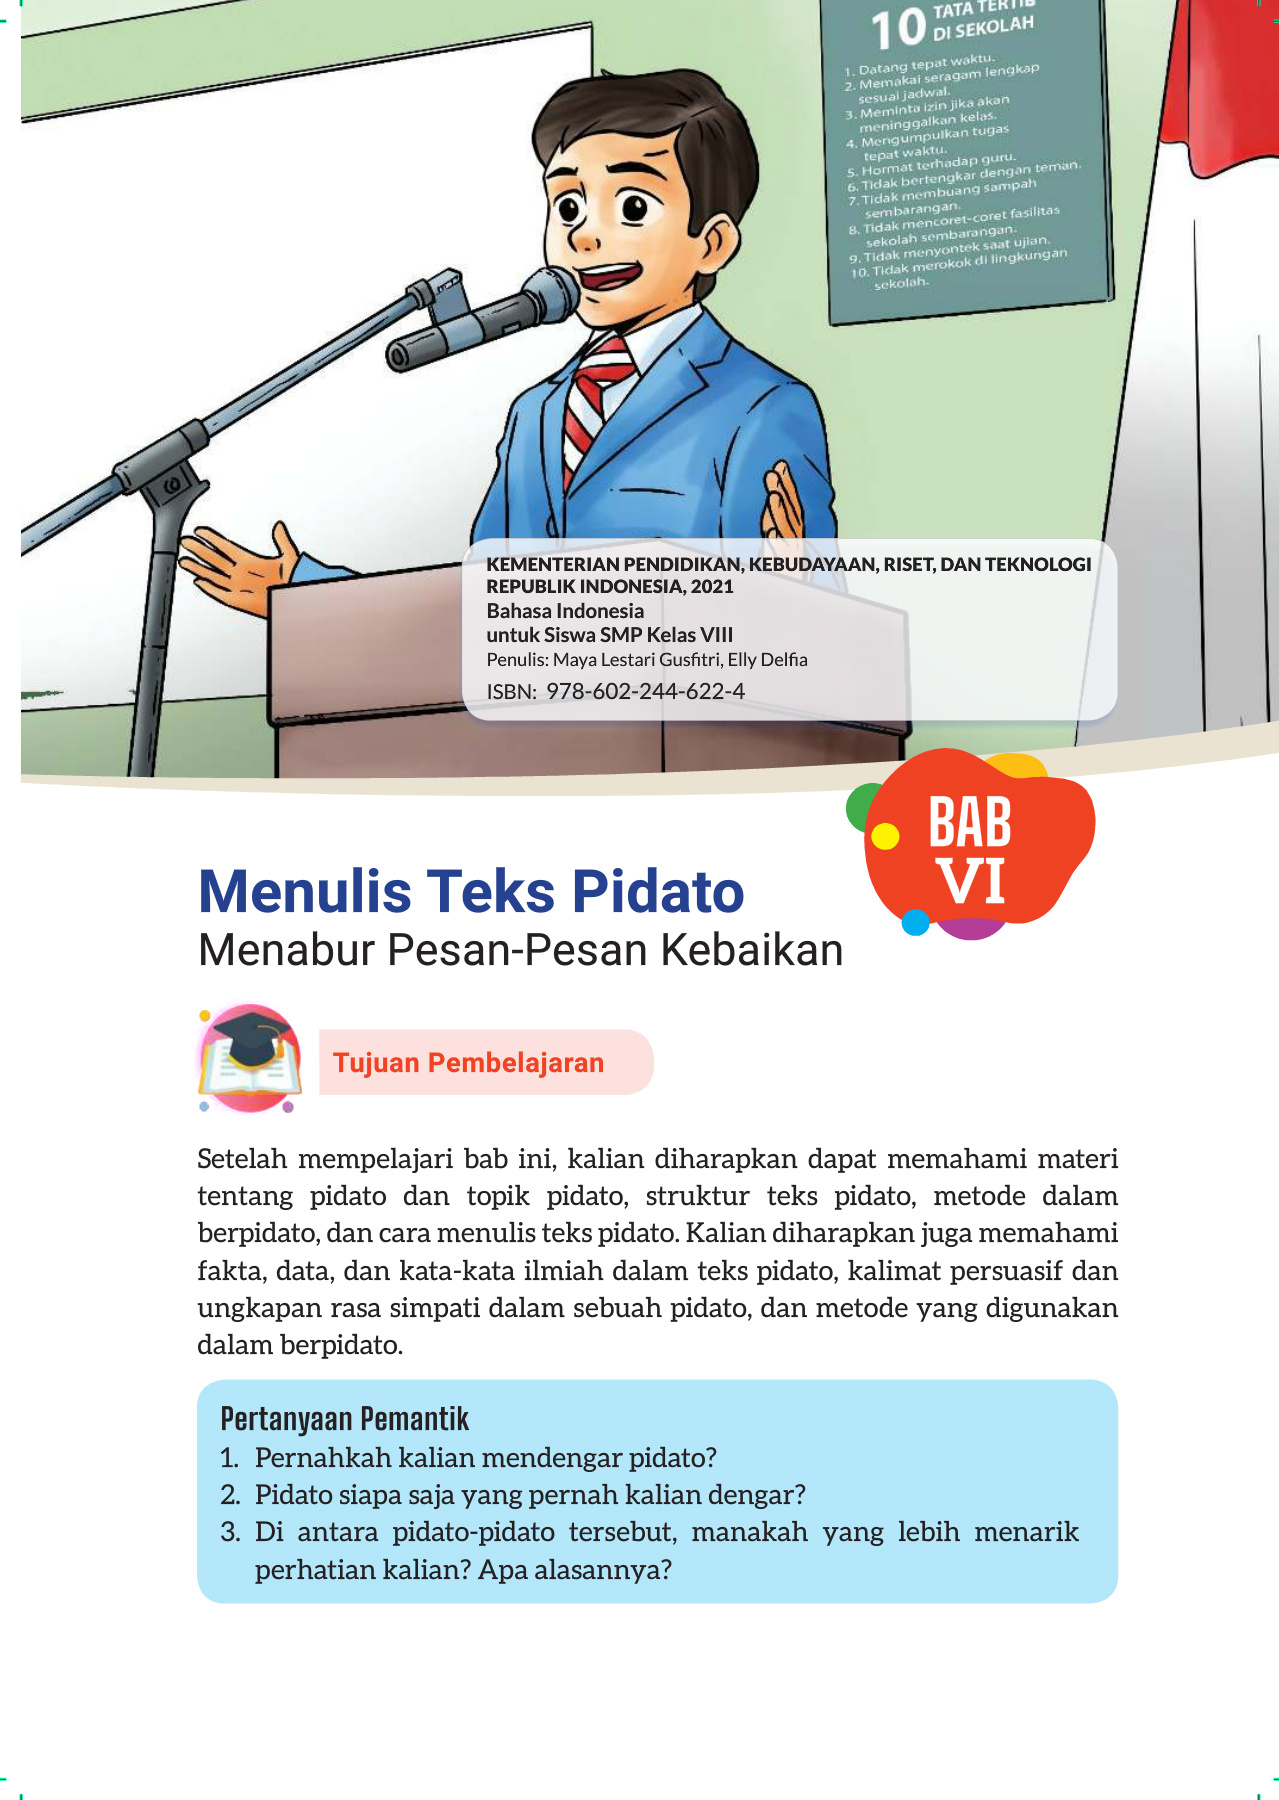 10 TATA TERTIB
DI SEKOLAH
1. Datang tepat waktu.
2. Memakai seragam lengkap
sesuai jadwal.
3. Meminta izin jika akan
meninggalkan kelas.
4. Mengumpulkan tugas
tepat waktu.
5. Hormat terhadap guru.
6. Tidak bertengkar dengan teman.
7. Tidak membuang sampah
sembarangan.
8. Tidak mencoret-coret fasilitas
sekolah sembarangan.
9. Tidak menyontek saat ujian.
10. Tidak merokok di lingkungan
sekolah.
KEMENTERIAN PENDIDIKAN, KEBUDAYAAN, RISET, DAN TEKNOLOGI
REPUBLIK INDONESIA, 2021
Bahasa Indonesia
untuk Siswa SMP Kelas VIII
Penulis: Maya Lestari Gusfitri, Elly Delfia
ISBN: 978-602-244-622-4
BAB
VI
Menulis Teks Pidato
Menabur Pesan-Pesan Kebaikan
Tujuan Pembelajaran
Setelah mempelajari bab ini, kalian diharapkan dapat memahami materi
tentang pidato dan topik pidato, struktur teks pidato, metode dalam
berpidato, dan cara menulis teks pidato. Kalian diharapkan juga memahami
fakta, data, dan kata-kata ilmiah dalam teks pidato, kalimat persuasif dan
ungkapan rasa simpati dalam sebuah pidato, dan metode yang digunakan
dalam berpidato.
Pertanyaan Pemantik
1. Pernahkah kalian mendengar pidato?
2. Pidato siapa saja yang pernah kalian dengar?
3. Di antara pidato-pidato tersebut, manakah yang lebih menarik
perhatian kalian? Apa alasannya?